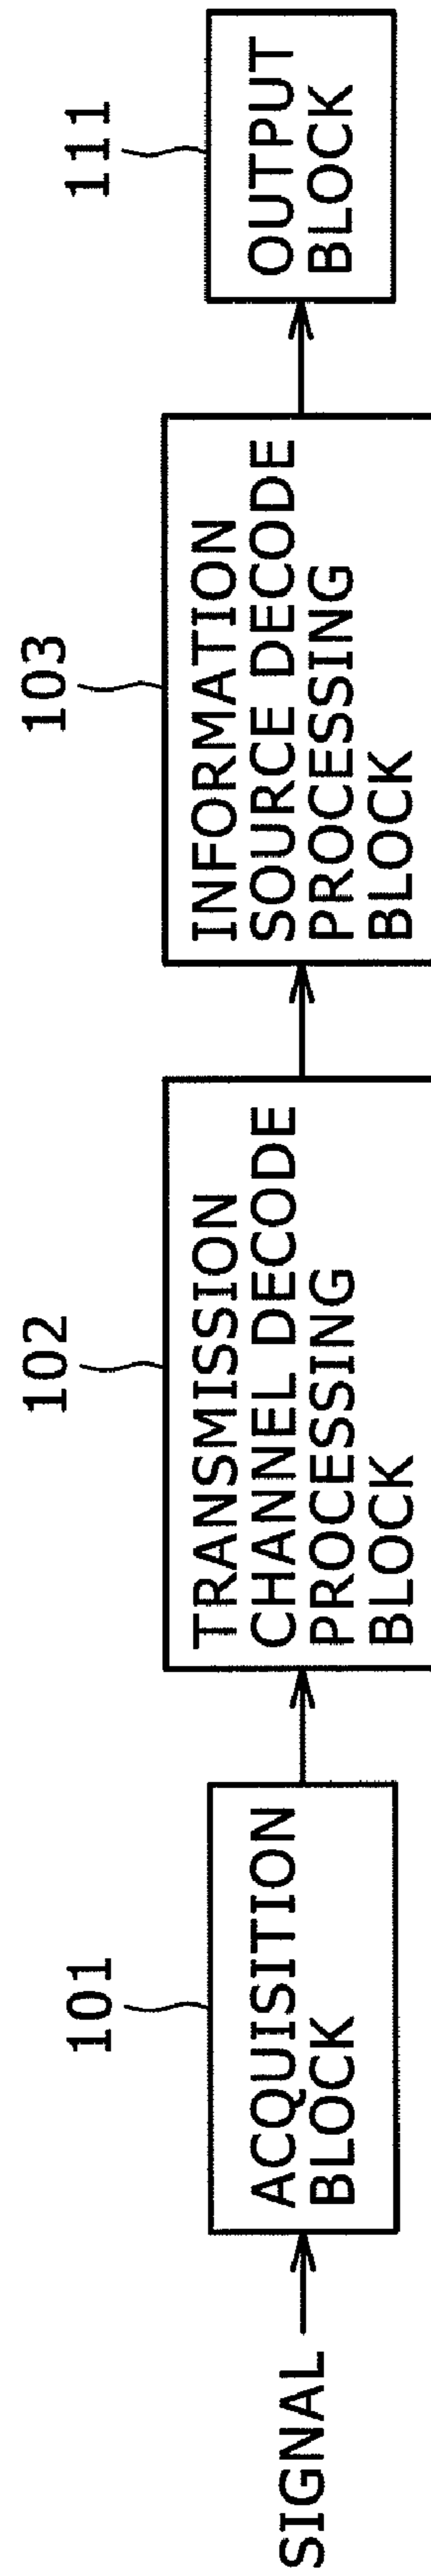 101
102
103
111
SIGNAL
ACQUISITION
BLOCK
TRANSMISSION
CHANNEL DECODE
PROCESSING
BLOCK
INFORMATION
SOURCE DECODE
PROCESSING
BLOCK
OUTPUT
BLOCK